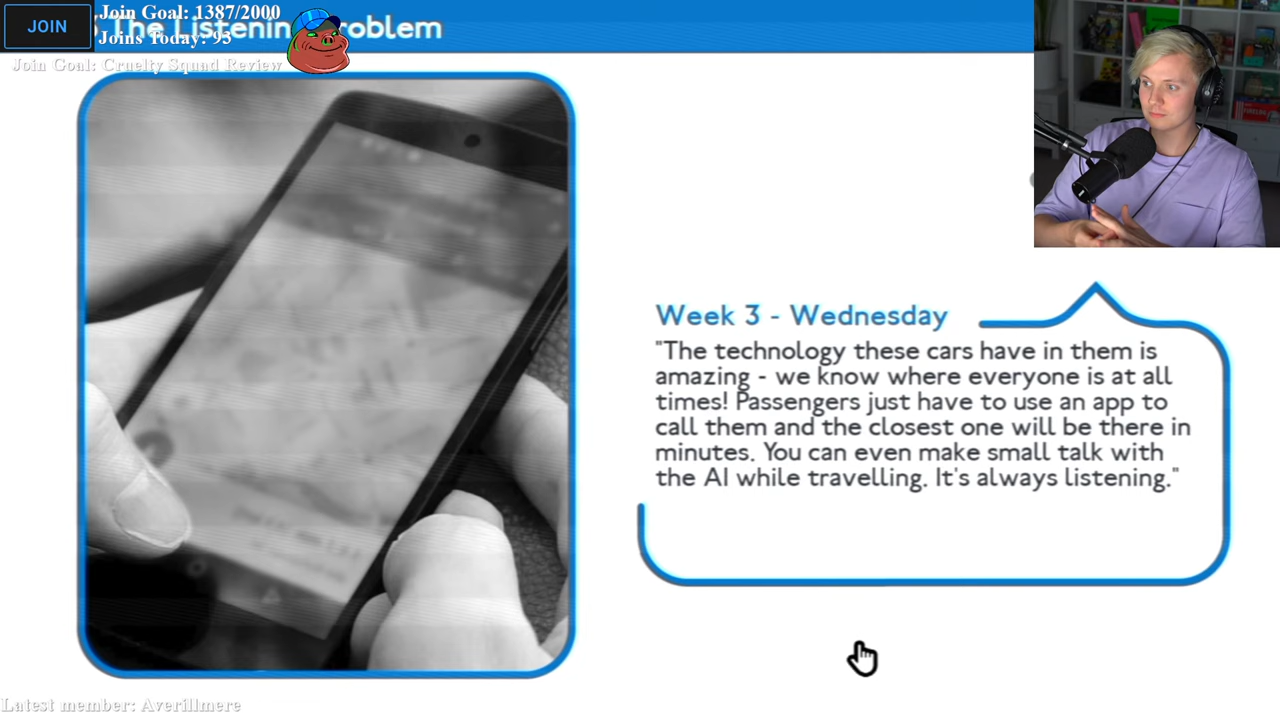 JOIN
Join Goal: 1387/2000
The Listening Problem
Joins Today: 93
Join Goal: Cruelty Squad Review
Week 3 - Wednesday
"The technology these cars have in them is
amazing - we know where everyone is at all
times! Passengers just have to use an app to
call them and the closest one will be there in
minutes. You can even make small talk with
the AI while travelling. It's always listening."
Latest member: Averillmere